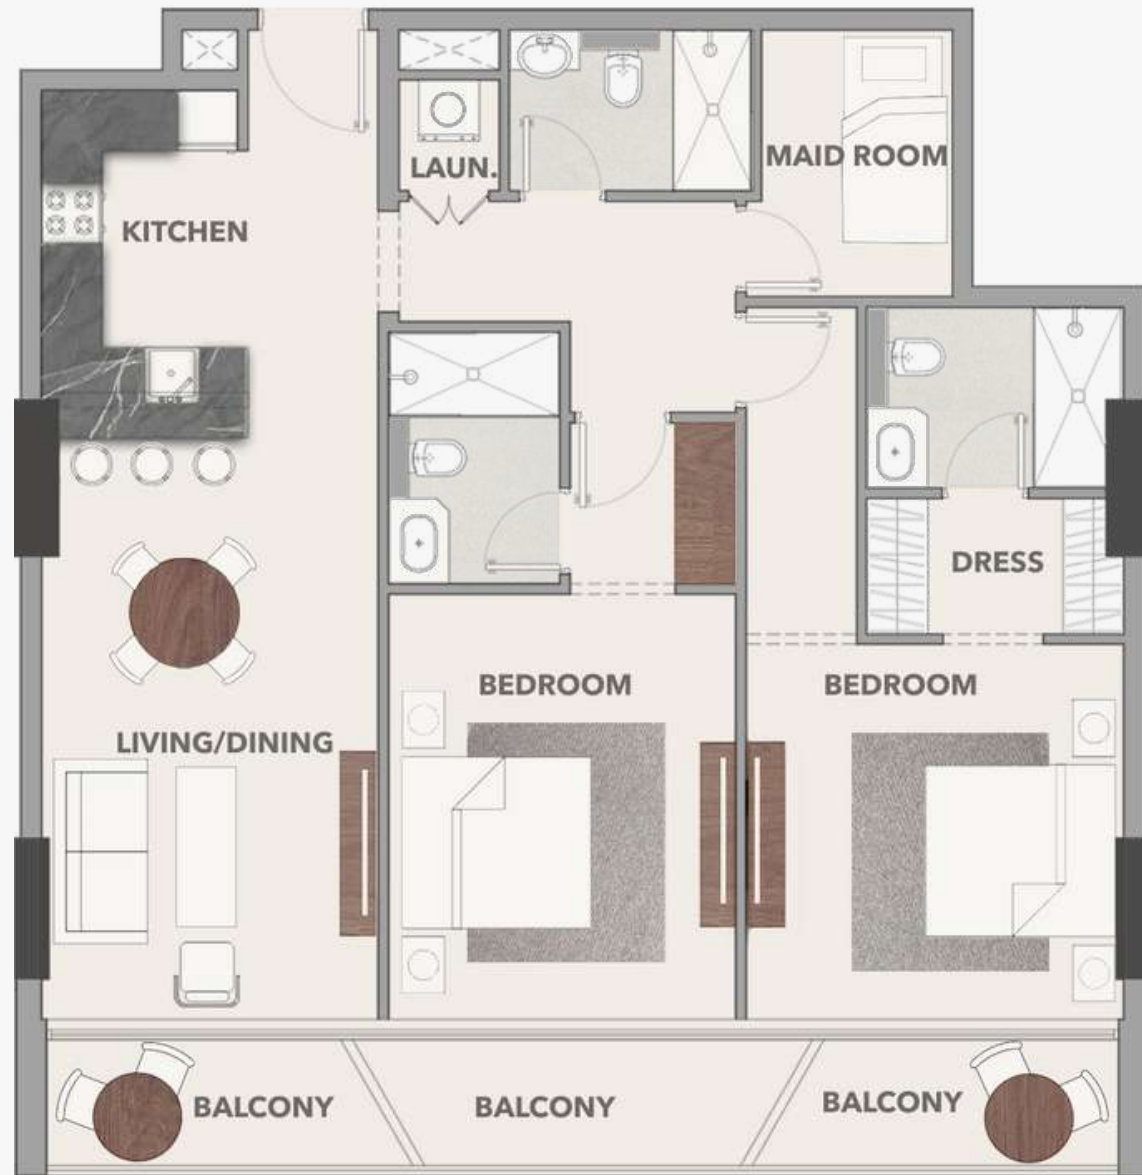 LAUN.
MAID ROOM
KITCHEN
DRESS
BEDROOM
BEDROOM
LIVING/DINING
BALCONY
BALCONY
BALCONY